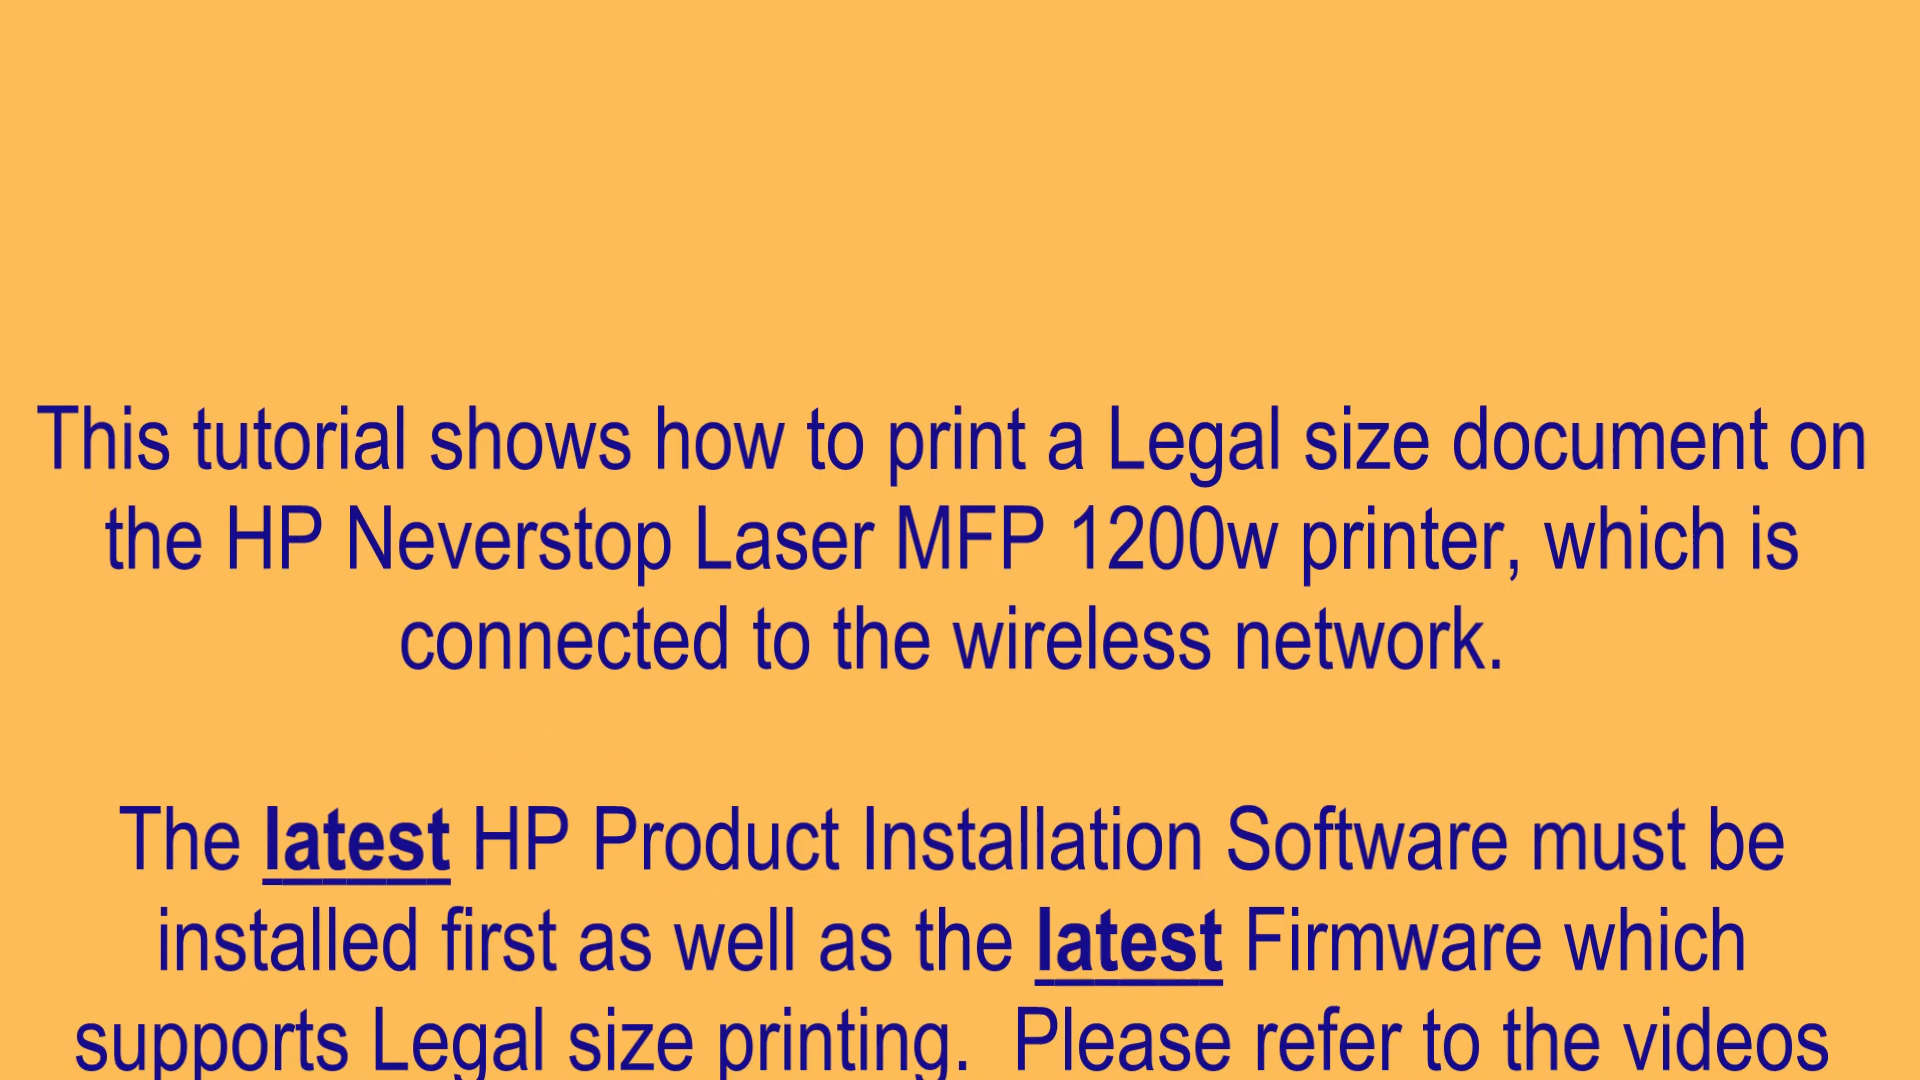 This tutorial shows how to print a Legal size document on
the HP Neverstop Laser MFP 1200w printer, which is
connected to the wireless network.
The latest HP Product Installation Software must be
installed first as well as the latest Firmware which
supports Legal size printing.  Please refer to the videos